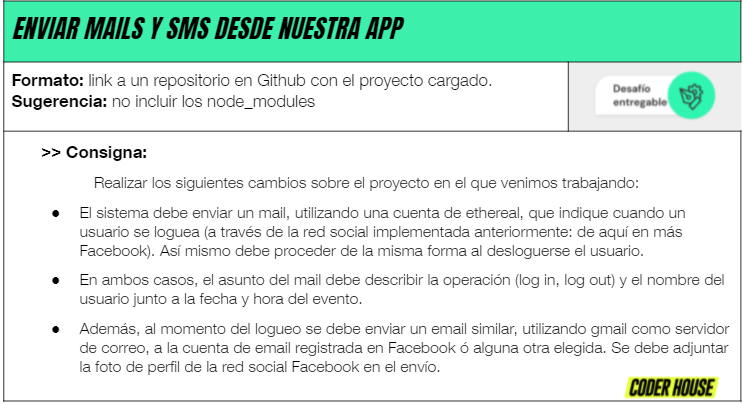 ENVIAR MAILS Y SMS DESDE NUESTRA APP
Formato: link a un repositorio en Github con el proyecto cargado.
Sugerencia: no incluir los node_modules
Desafío
entregable
>> Consigna:
Realizar los siguientes cambios sobre el proyecto en el que venimos trabajando:
● El sistema debe enviar un mail, utilizando una cuenta de ethereal, que indique cuando un
usuario se loguea (a través de la red social implementada anteriormente: de aquí en más
Facebook). Así mismo debe proceder de la misma forma al desloguerse el usuario.
● En ambos casos, el asunto del mail debe describir la operación (log in, log out) y el nombre del
usuario junto a la fecha y hora del evento.
● Además, al momento del logueo se debe enviar un email similar, utilizando gmail como servidor
de correo, a la cuenta de email registrada en Facebook ó alguna otra elegida. Se debe adjuntar
la foto de perfil de la red social Facebook en el envío.
CODER HOUSE